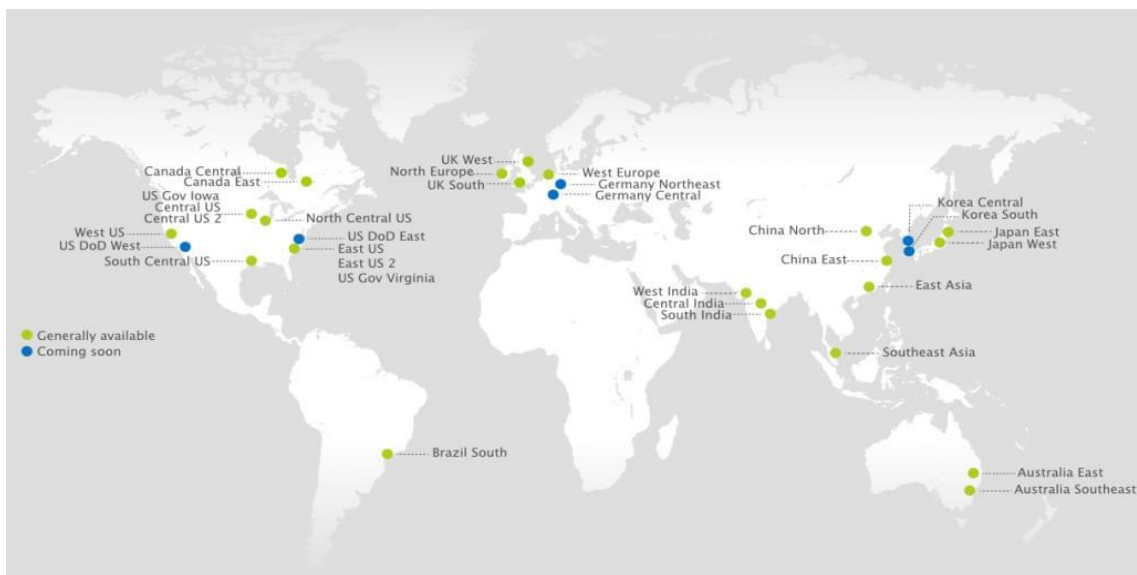 UK West
North Europe
UK South
West Europe
Germany Northeast
Germany Central
Canada Central
Canada East
US Gov Iowa
Central US
Central US 2
North Central US
West US
US DoD West
South Central US
US DoD East
East US
East US 2
US Gov Virginia
Korea Central
Korea South
China North
Japan East
Japan West
China East
East Asia
West India
Central India
South India
Southeast Asia
Generally available
Coming soon
Brazil South
Australia East
Australia Southeast